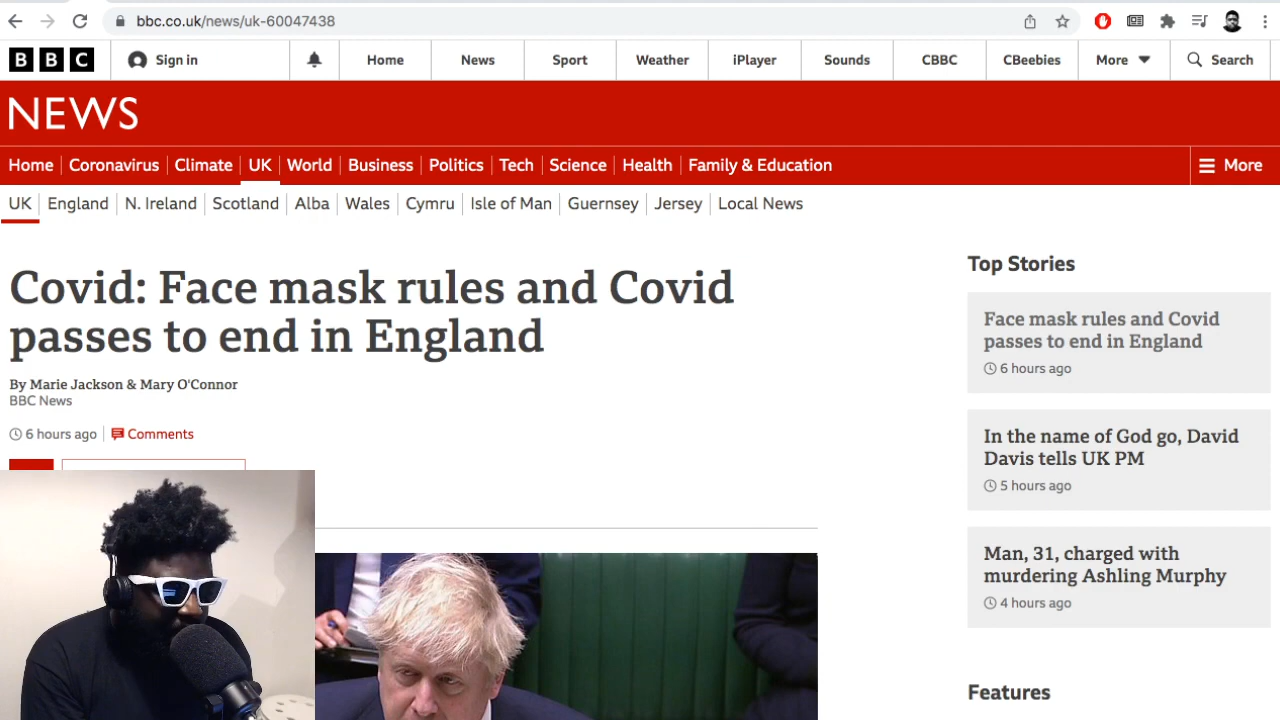 bbc.co.uk/news/uk-60047438
BBC Sign in Home News Sport Weather iPlayer Sounds CBBC CBeebies More Search
NEWS
Home Coronavirus Climate UK World Business Politics Tech Science Health Family & Education More
UK England N. Ireland Scotland Alba Wales Cymru Isle of Man Guernsey Jersey Local News
Covid: Face mask rules and Covid
passes to end in England
By Marie Jackson & Mary O'Connor
BBC News
6 hours ago Comments
Top Stories
Face mask rules and Covid
passes to end in England
6 hours ago
In the name of God go, David
Davis tells UK PM
5 hours ago
Man, 31, charged with
murdering Ashling Murphy
4 hours ago
Features